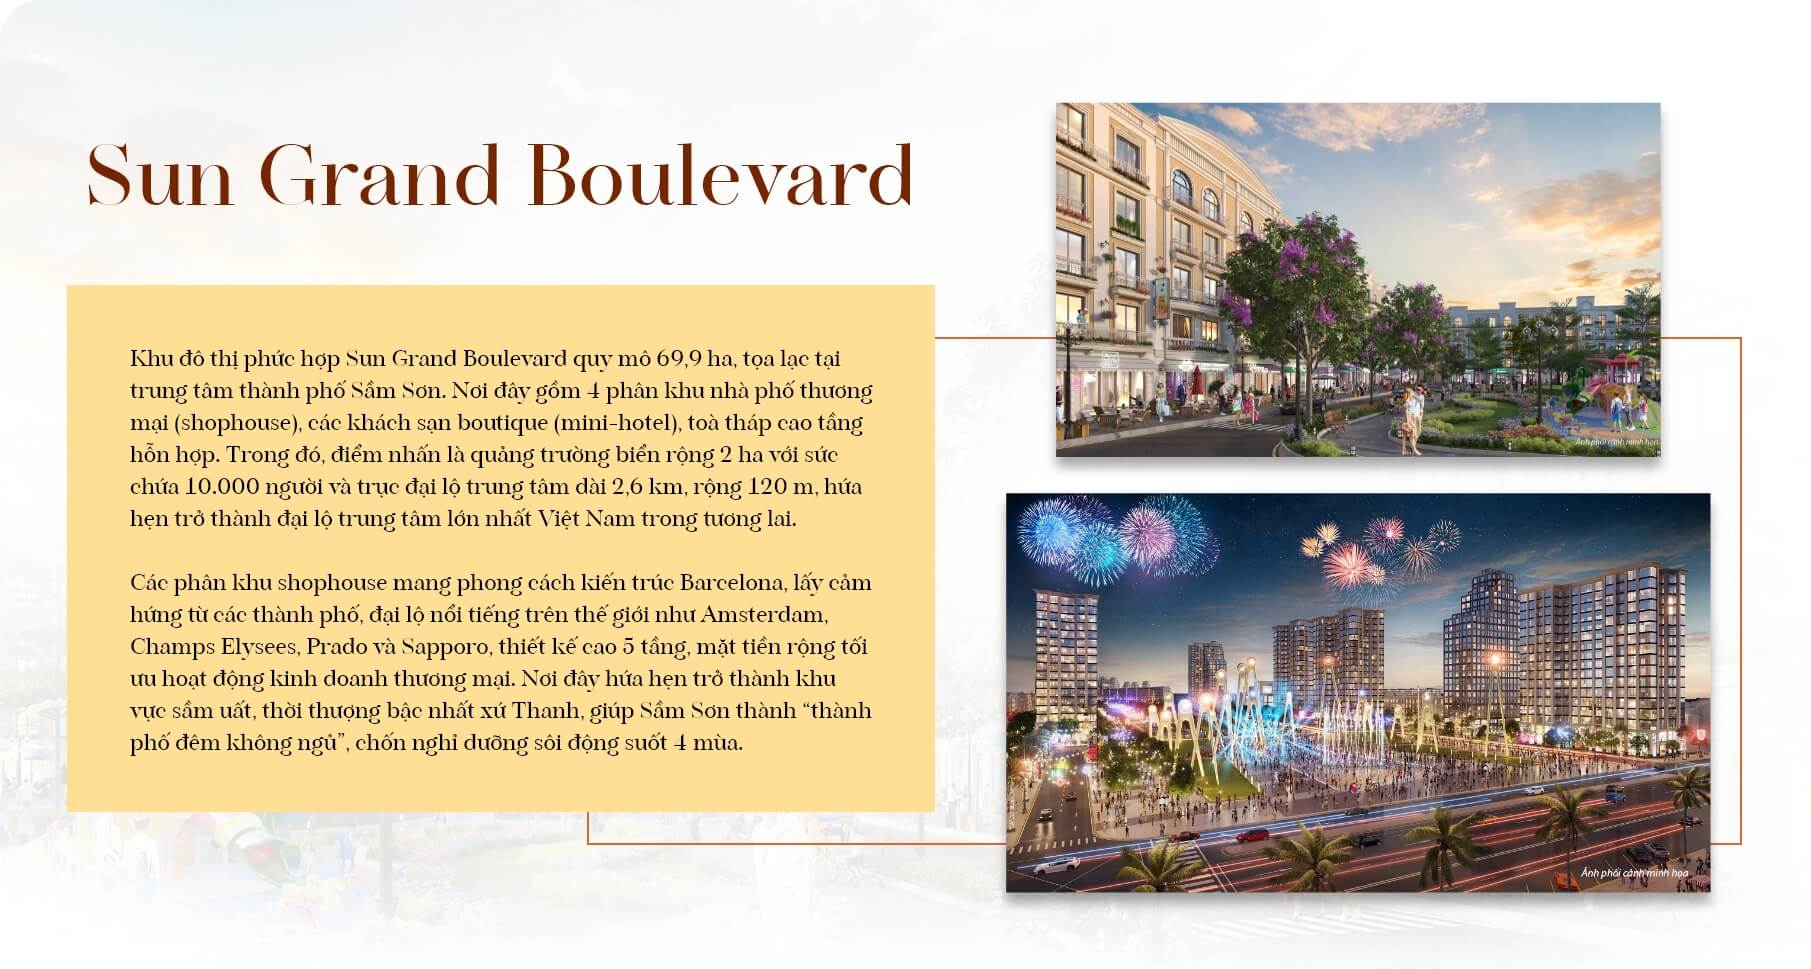 Sun Grand Boulevard
Khu đô thị phức hợp Sun Grand Boulevard quy mô 69,9 ha, tọa lạc tại
trung tâm thành phố Sầm Sơn. Nơi đây gồm 4 phân khu nhà phố thương
mại (shophouse), các khách sạn boutique (mini-hotel), toà tháp cao tầng
hỗn hợp. Trong đó, điểm nhấn là quảng trường biển rộng 2 ha với sức
chứa 10.000 người và trục đại lộ trung tâm dài 2,6 km, rộng 120 m, hứa
hẹn trở thành đại lộ trung tâm lớn nhất Việt Nam trong tương lai.
Các phân khu shophouse mang phong cách kiến trúc Barcelona, lấy cảm
hứng từ các thành phố, đại lộ nổi tiếng trên thế giới như Amsterdam,
Champs Elysees, Prado và Sapporo, thiết kế cao 5 tầng, mặt tiền rộng tối
ưu hoạt động kinh doanh thương mại. Nơi đây hứa hẹn trở thành khu
vực sầm uất, thời thượng bậc nhất xứ Thanh, giúp Sầm Sơn thành “thành
phố đêm không ngủ”, chốn nghỉ dưỡng sôi động suốt 4 mùa.
Ảnh phối cảnh minh họa
Ảnh phối cảnh minh họa